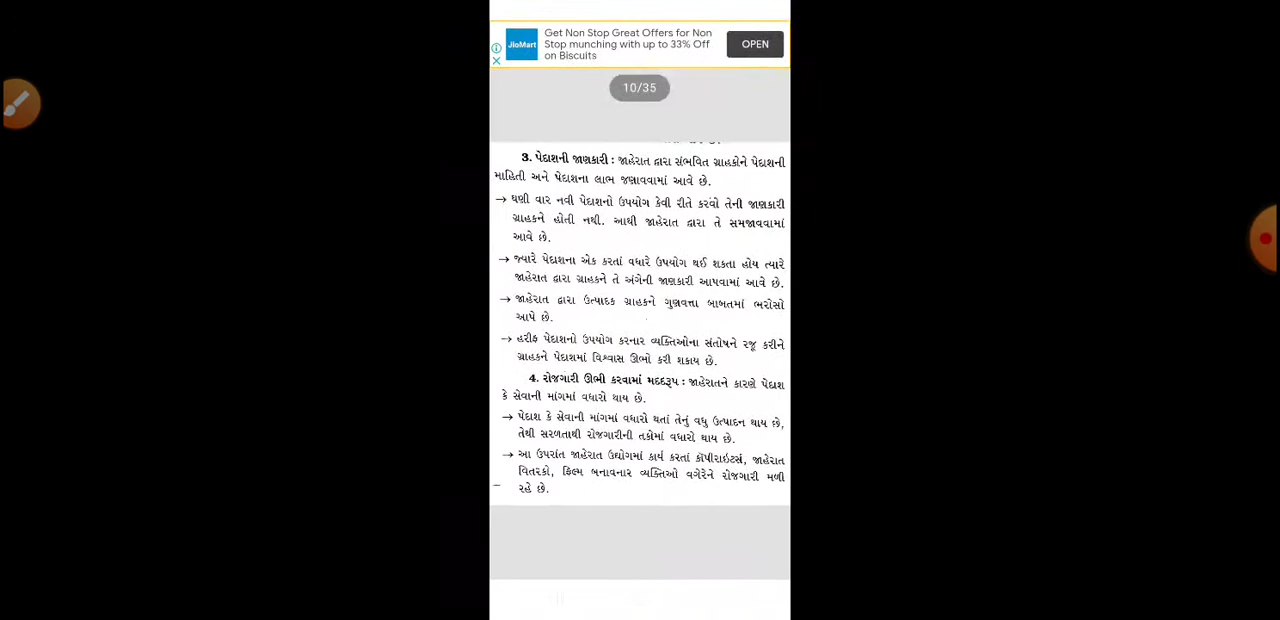 Get Non Stop Great Offers for Non
Stop munching with up to 33% Off
on Biscuits
JioMart
OPEN
10/35
3. પેદાશની જાણકારી : જાહેરાત દ્વારા સંભવિત ગ્રાહકોને પેદાશની
માહિતી અને પેદાશના લાભ જણાવવામાં આવે છે.
→ ઘણી વાર નવી પેદાશનો ઉપયોગ કેવી રીતે કરવો તેની જાણકારી
ગ્રાહકને હોતી નથી. આથી જાહેરાત દ્વારા તે સમજાવવામાં
આવે છે.
→ જ્યારે પેદાશના એક કરતાં વધારે ઉપયોગ થઈ શકતા હોય ત્યારે
જાહેરાત દ્વારા ગ્રાહકને તે અંગેની જાણકારી આપવામાં આવે છે.
→ જાહેરાત દ્વારા ઉત્પાદક ગ્રાહકને ગુણવત્તા બાબતમાં ભરોસો
આપે છે.
→ હરીફ પેદાશનો ઉપયોગ કરનાર વ્યક્તિઓના સંતોષને રજૂ કરીને
ગ્રાહકને પેદાશમાં વિશ્વાસ ઊભો કરી શકાય છે.
4. રોજગારી ઊભી કરવામાં મદદરૂપ : જાહેરાતને કારણે પેદાશ
કે સેવાની માંગમાં વધારો થાય છે.
→ પેદાશ કે સેવાની માંગમાં વધારો થતાં તેનું વધુ ઉત્પાદન થાય છે,
તેથી સરળતાથી રોજગારીની તકોમાં વધારો થાય છે.
→ આ ઉપરાંત જાહેરાત ઉદ્યોગમાં કાર્ય કરતાં કૉપીરાઇટર્સ, જાહેરાત
વિતરકો, ફિલ્મ બનાવનાર વ્યક્તિઓ વગેરેને રોજગારી મળી
રહે છે.